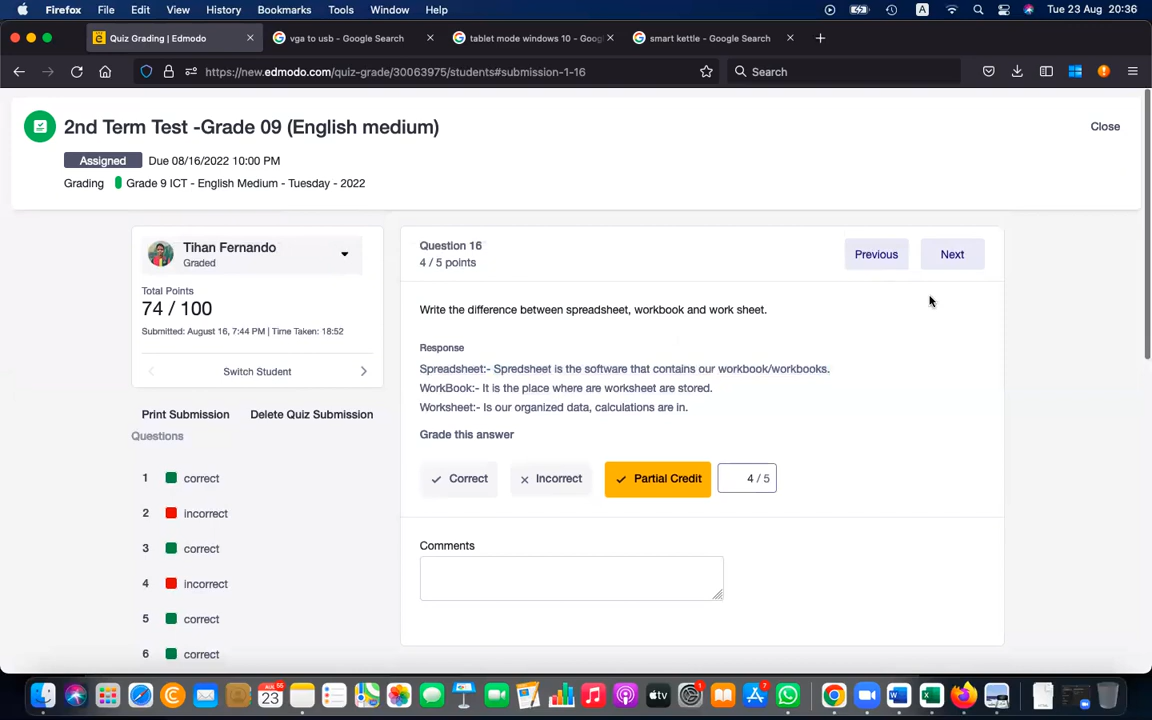 Firefox File Edit View History Bookmarks Tools Window Help A Tue 23 Aug 20:36
Quiz Grading | Edmodo vga to usb - Google Search tablet mode windows 10 - Goog smart kettle - Google Search
https://new.edmodo.com/quiz-grade/30063975/students#submission-1-16 Search
2nd Term Test -Grade 09 (English medium) Close
Assigned Due 08/16/2022 10:00 PM
Grading Grade 9 ICT - English Medium - Tuesday - 2022
Tihan Fernando
Graded
Total Points
74 / 100
Submitted: August 16, 7:44 PM | Time Taken: 18:52
Switch Student
Print Submission Delete Quiz Submission
Questions
1 correct
2 incorrect
3 correct
4 incorrect
5 correct
6 correct
Question 16
4 / 5 points
Previous Next
Write the difference between spreadsheet, workbook and work sheet.
Response
Spreadsheet:- Spredsheet is the software that contains our workbook/workbooks.
WorkBook:- It is the place where are worksheet are stored.
Worksheet:- Is our organized data, calculations are in.
Grade this answer
Correct Incorrect Partial Credit 4 / 5
Comments